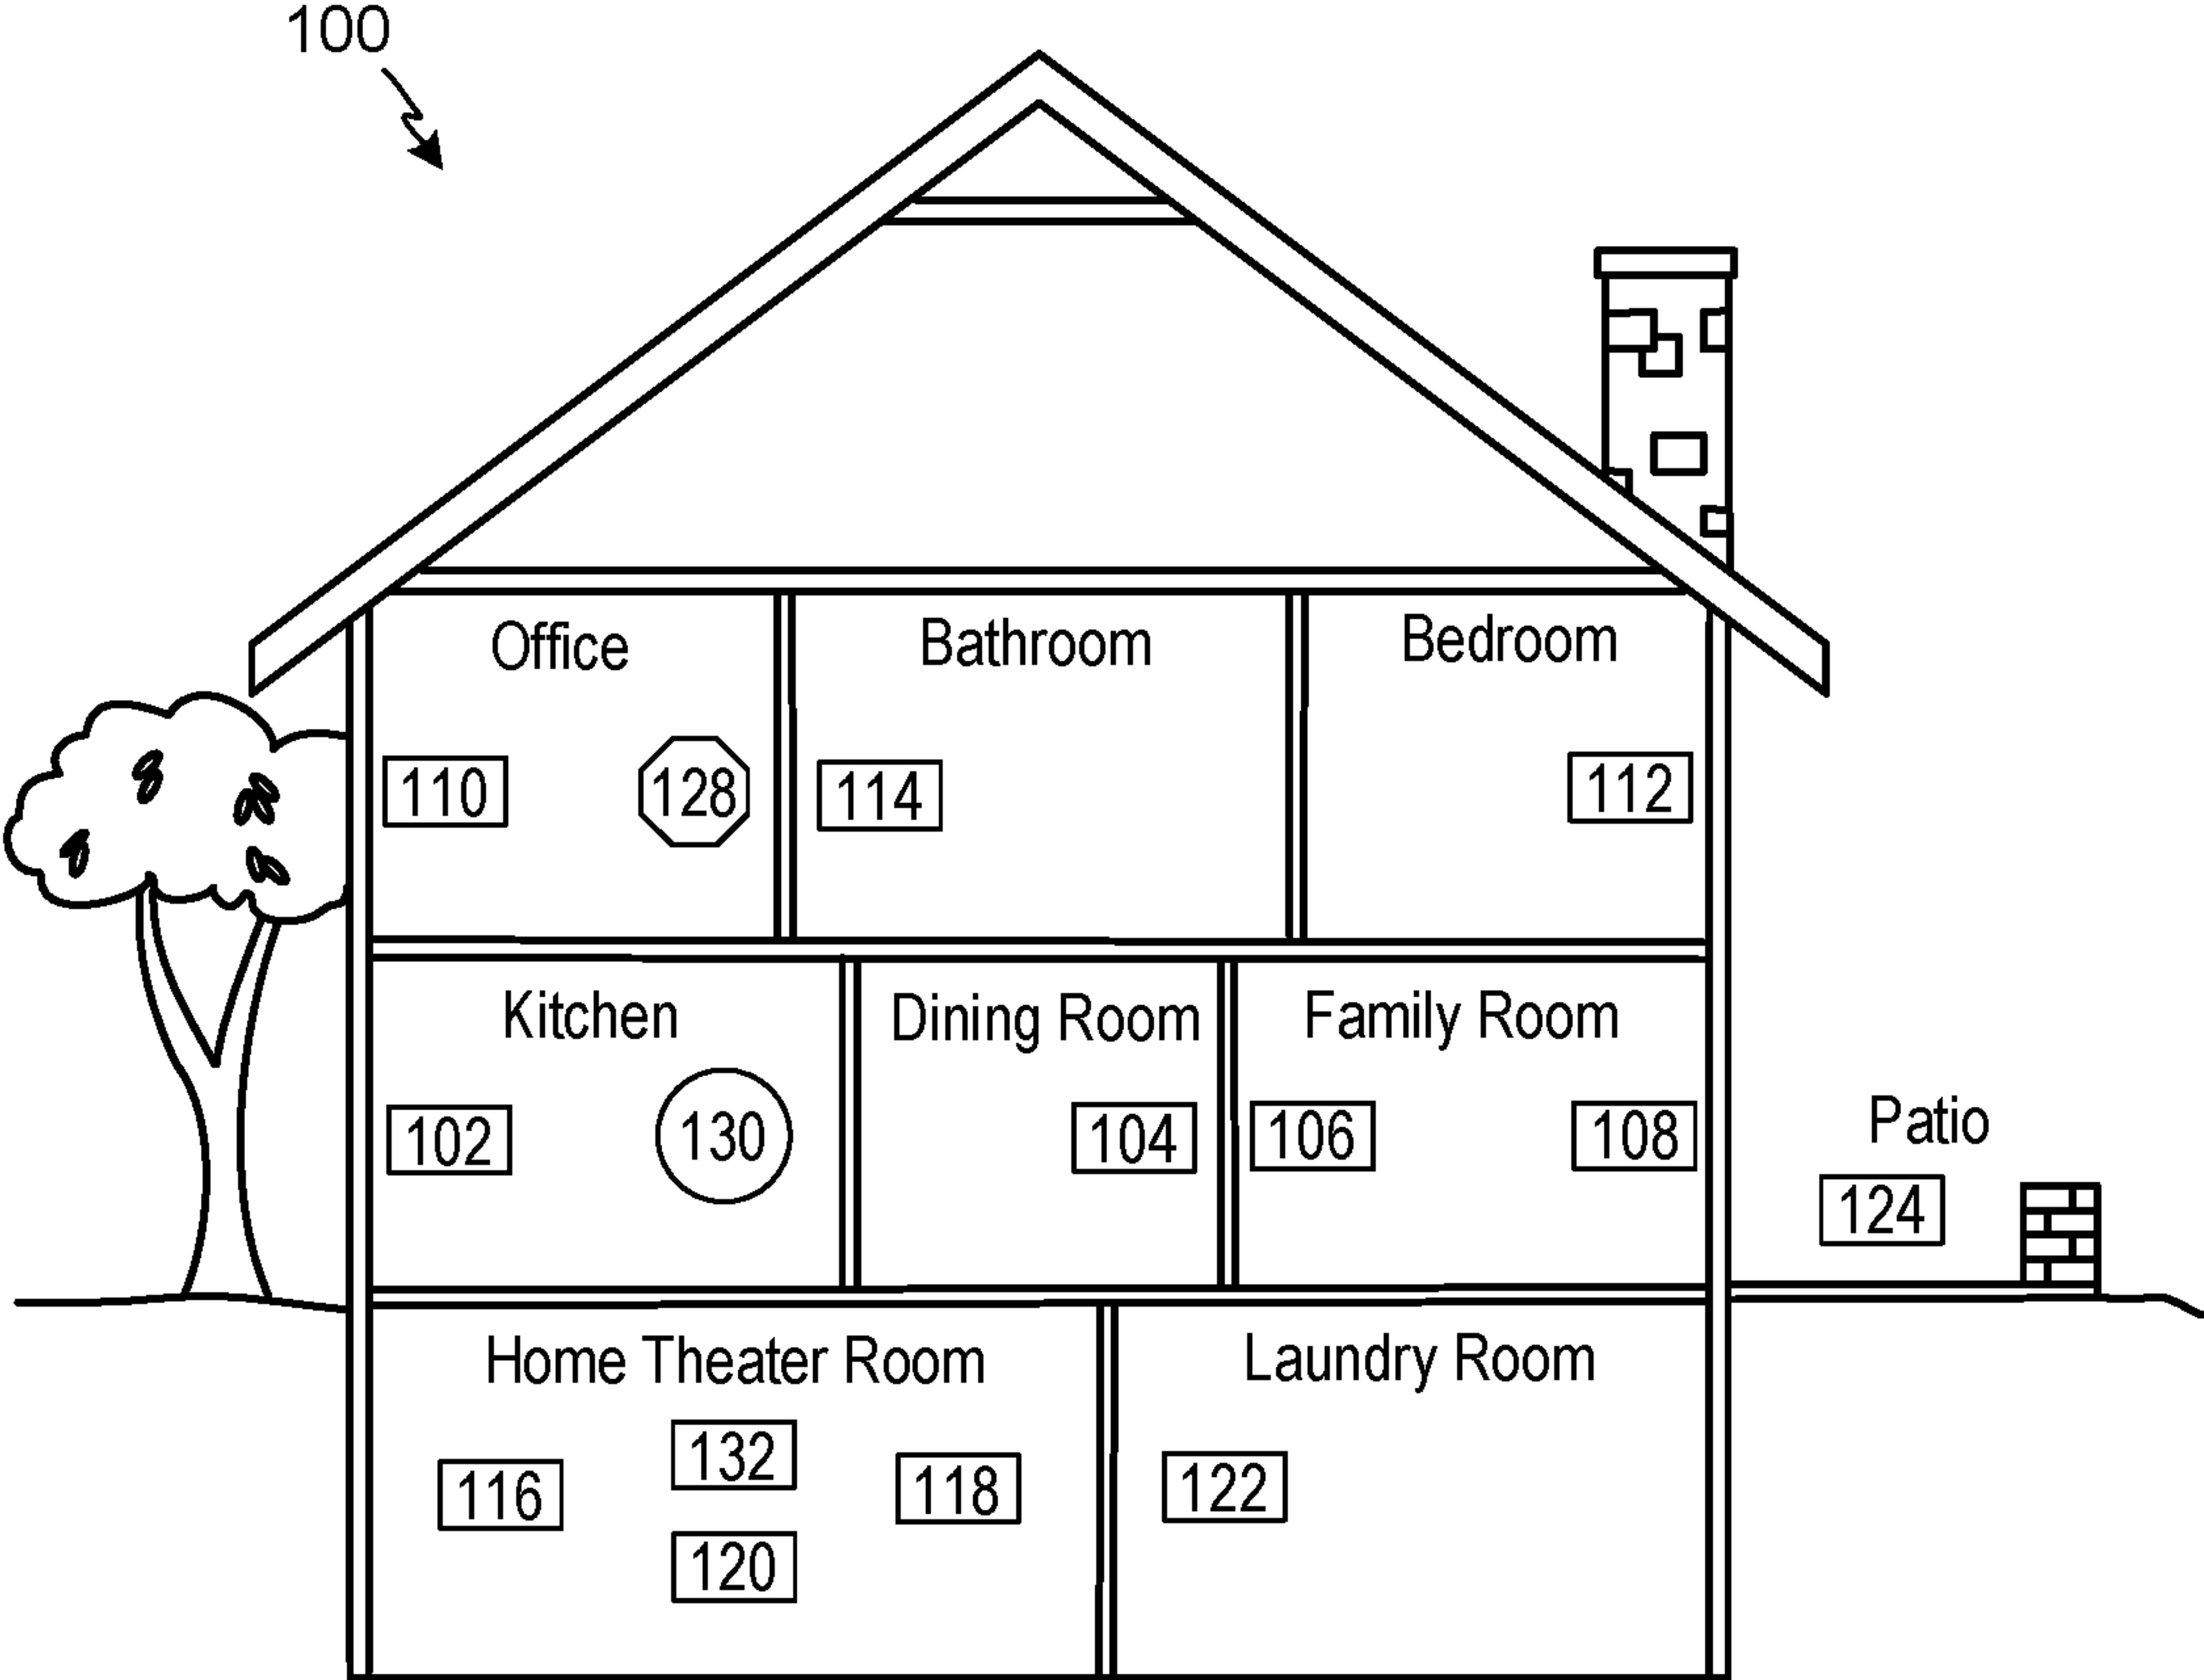 100
Office
Bathroom
Bedroom
110
128
114
112
Kitchen
Dining Room
Family Room
102
130
104
106
108
Patio
124
Home Theater Room
Laundry Room
116
132
118
122
120